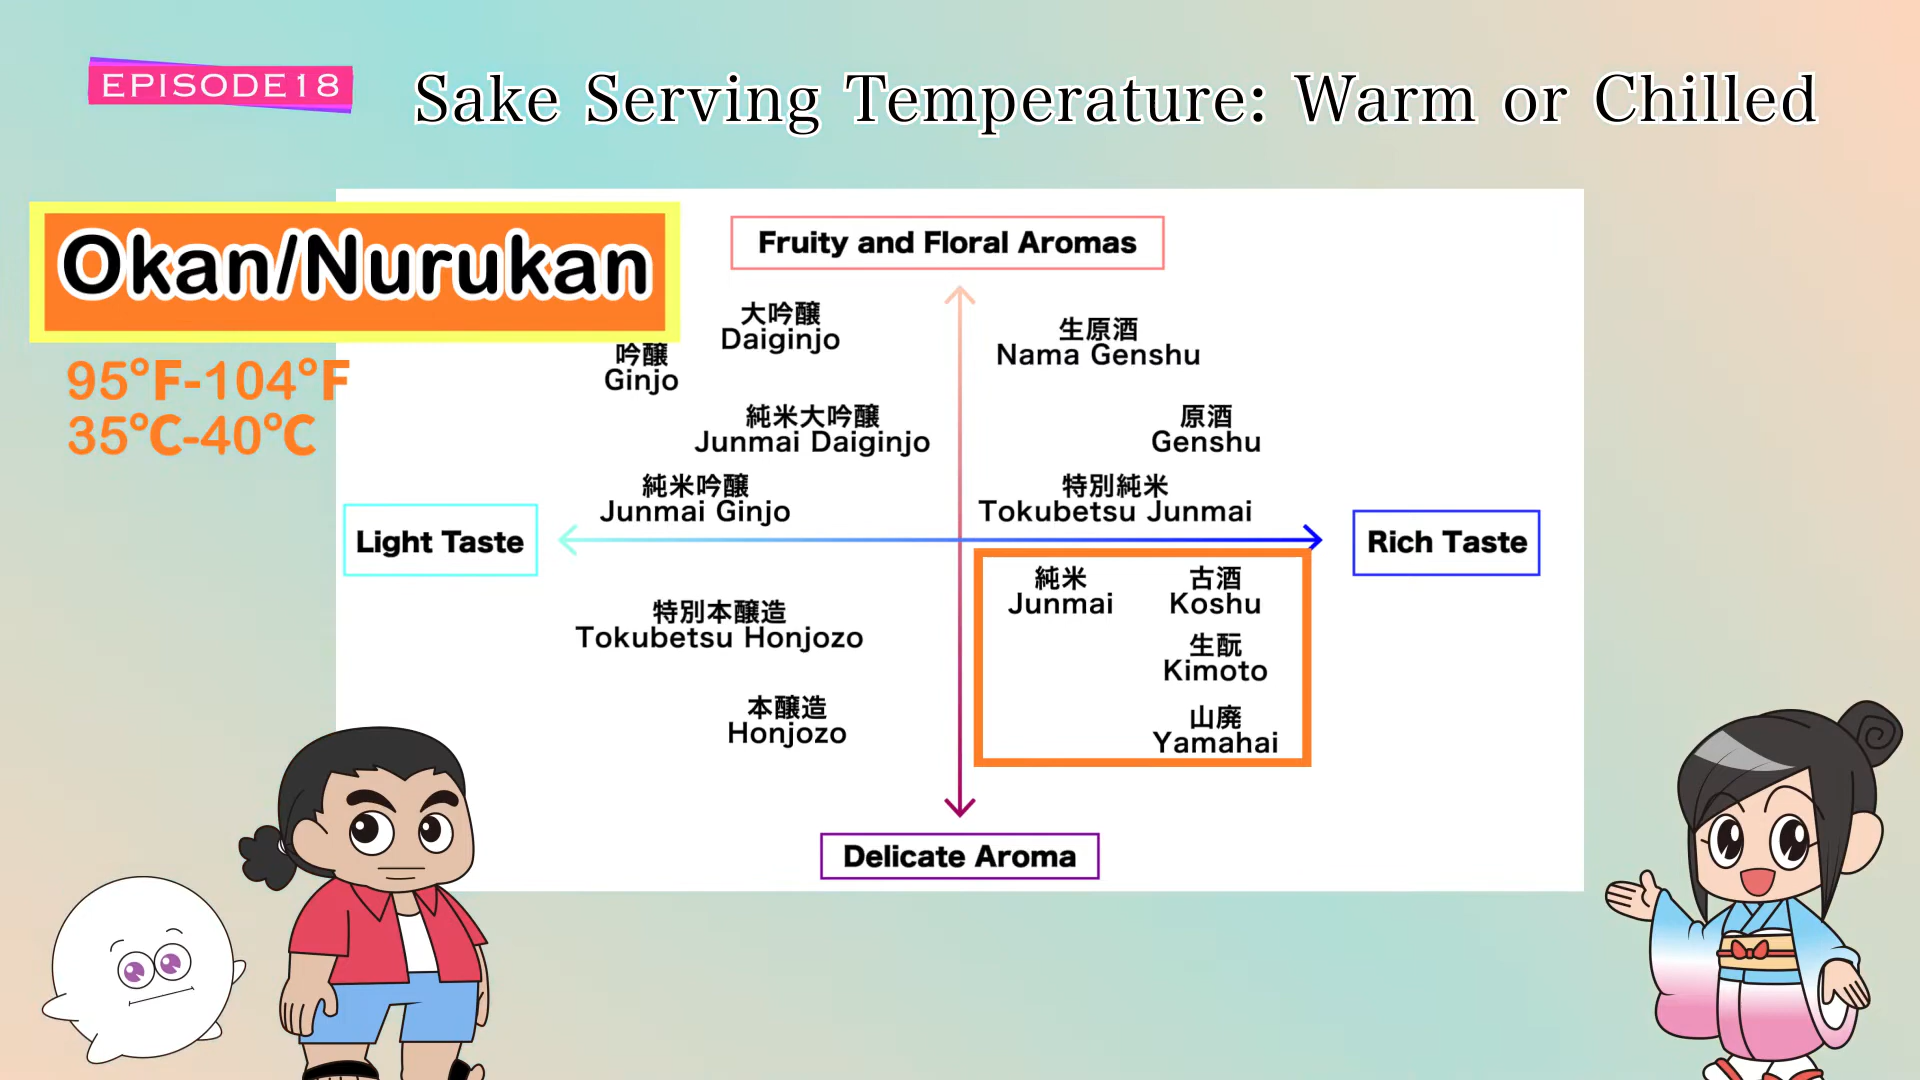 EPISODE18
Sake Serving Temperature: Warm or Chilled
Okan/Nurukan
95°F-104°F
35℃-40℃
Fruity and Floral Aromas
大吟醸
Daiginjo
吟醸
Ginjo
生原酒
Nama Genshu
純米大吟醸
Junmai Daiginjo
原酒
Genshu
純米吟醸
Junmai Ginjo
特別純米
Tokubetsu Junmai
Light Taste
Rich Taste
純米
Junmai
古酒
Koshu
特別本醸造
Tokubetsu Honjozo
生酛
Kimoto
本醸造
Honjozo
山廃
Yamahai
Delicate Aroma